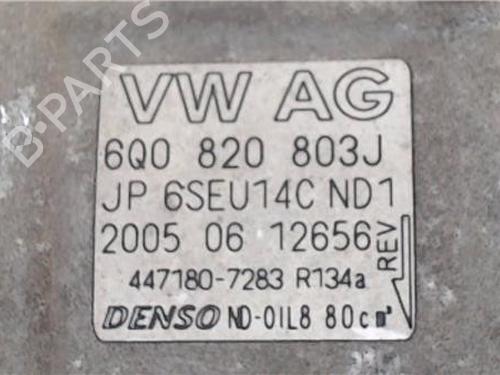 B-PARTS
VW AG
6Q0 820 803J
JP 6SEU14C ND1
2005 06 12656
REV
447180-7283 R134a
DENSO ND-OIL8 80cm³
B-PARTS